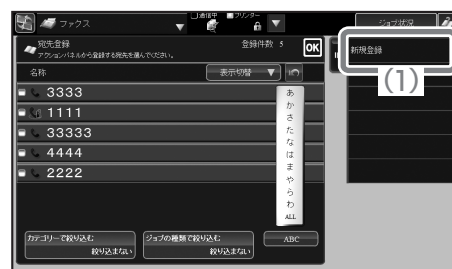 ファクス
通信中
プリンター
ジョブ状況
宛先登録
アクションパネルから登録する宛先を選んでください。
登録件数 5
OK
新規登録
(1)
名称
表示切替
3333
1111
33333
4444
2222
あ
か
さ
た
な
は
ま
や
ら
わ
ALL
カテゴリーで絞り込む
絞り込まない
ジョブの種類で絞り込む
絞り込まない
ABC